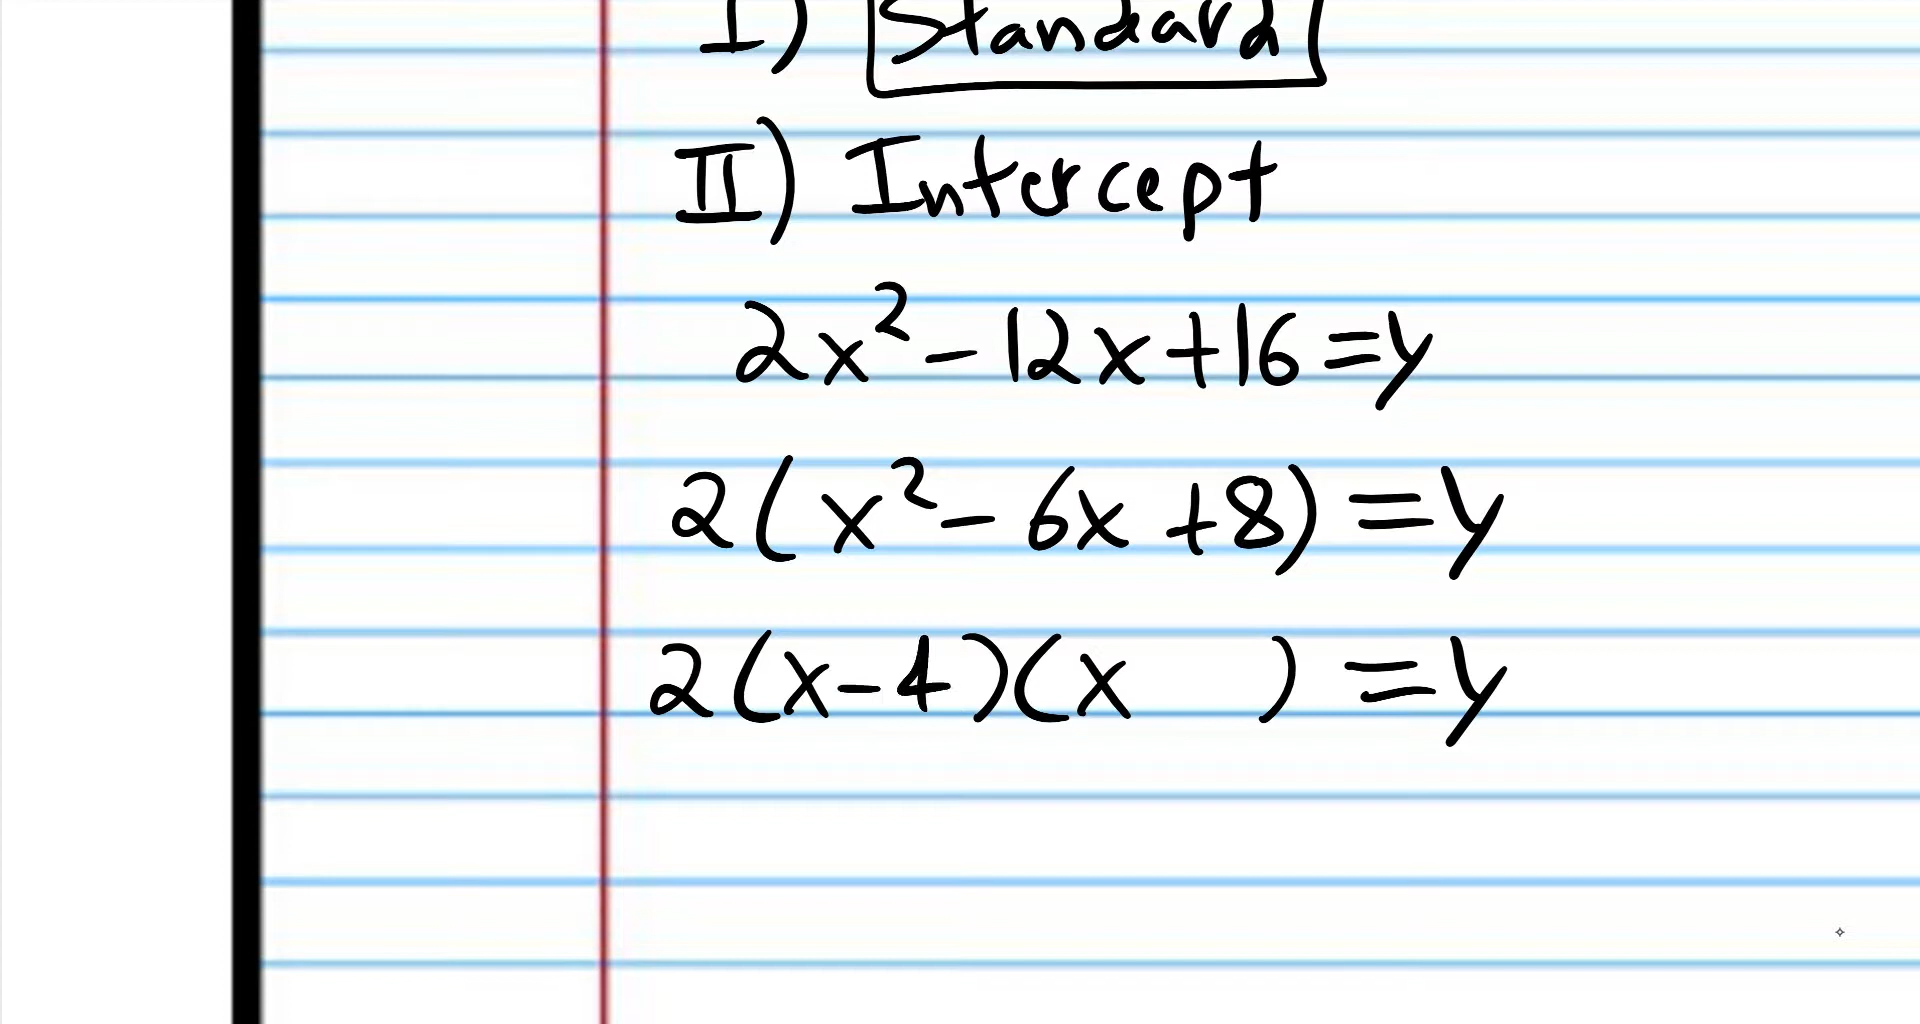 I) Standard
II) Intercept
2x² - 12x + 16 = y
2(x² - 6x + 8) = y
2(x - 4)(x   ) = y